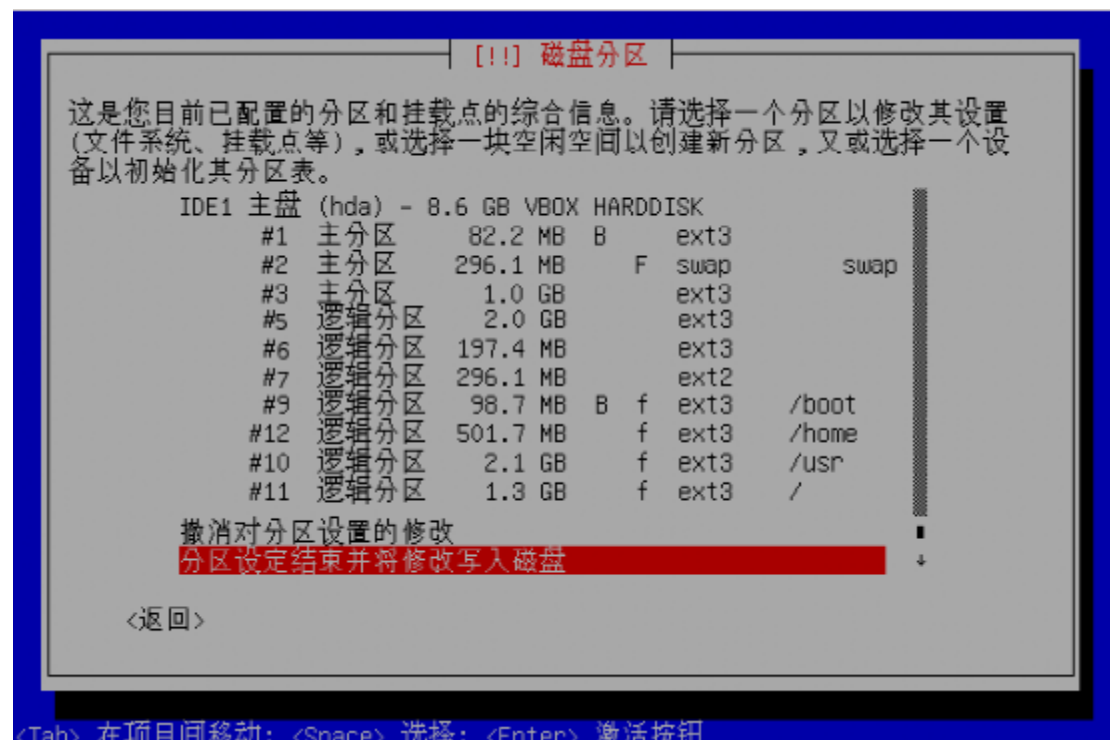 [!!] 磁盘分区
这是您目前已配置的分区和挂载点的综合信息。请选择一个分区以修改其设置
(文件系统、挂载点等),或选择一块空闲空间以创建新分区,又或选择一个设
备以初始化其分区表。
IDE1 主盘 (hda) - 8.6 GB VBOX HARDDISK
#1 主分区 82.2 MB B ext3
#2 主分区 296.1 MB F swap swap
#3 主分区 1.0 GB ext3
#5 逻辑分区 2.0 GB ext3
#6 逻辑分区 197.4 MB ext3
#7 逻辑分区 296.1 MB ext2
#9 逻辑分区 98.7 MB B f ext3 /boot
#12 逻辑分区 501.7 MB f ext3 /home
#10 逻辑分区 2.1 GB f ext3 /usr
#11 逻辑分区 1.3 GB f ext3 /
撤消对分区设置的修改
分区设定结束并将修改写入磁盘
<返回>
<Tab> 在项目间移动; <Space> 选择; <Enter> 激活按钮